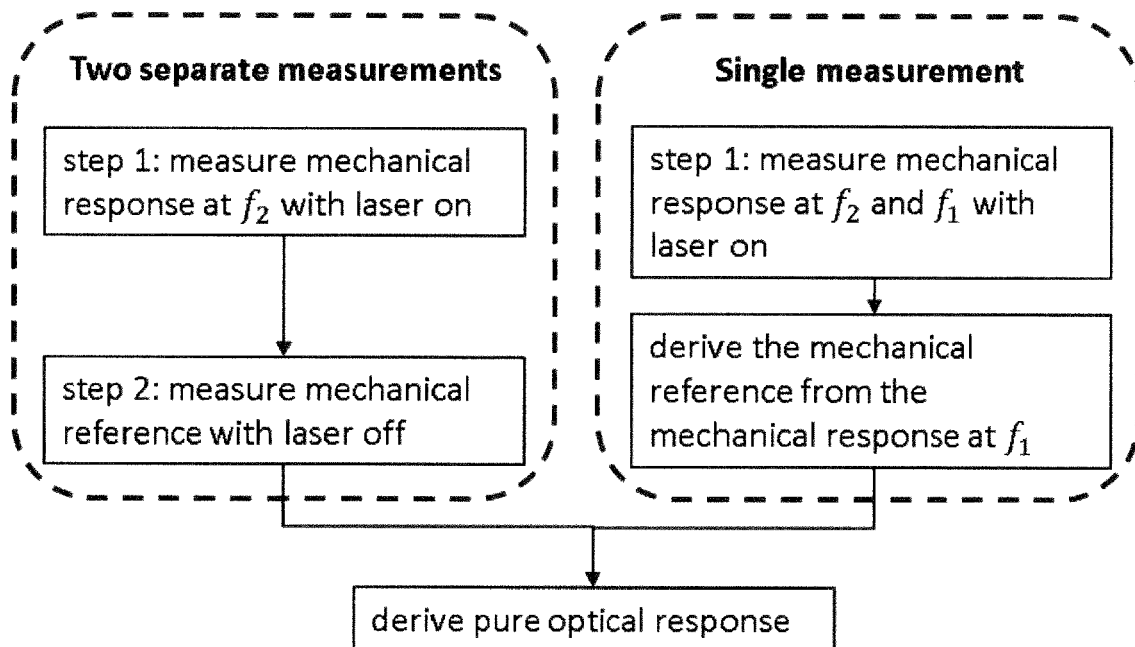 Two separate measurements
step 1: measure mechanical
response at f₂ with laser on
step 2: measure mechanical
reference with laser off
Single measurement
step 1: measure mechanical
response at f₂ and f₁ with
laser on
derive the mechanical
reference from the
mechanical response at f₁
derive pure optical response